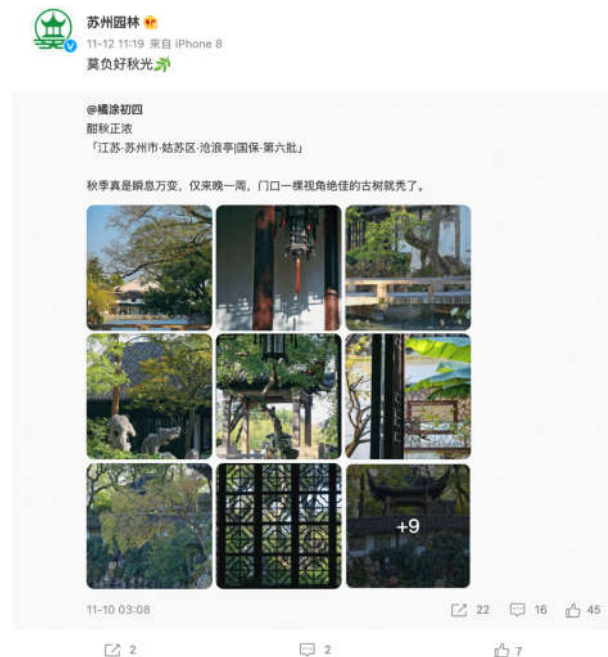 苏州园林
11-12 11:19 来自 iPhone 8
莫负好秋光
@橘涂初四
酣秋正浓
「江苏·苏州市·姑苏区·沧浪亭|国保·第六批」
秋季真是瞬息万变，仅来晚一周，门口一棵视角绝佳的古树就秃了。
+9
11-10 03:08
22 16 45
2 2 7